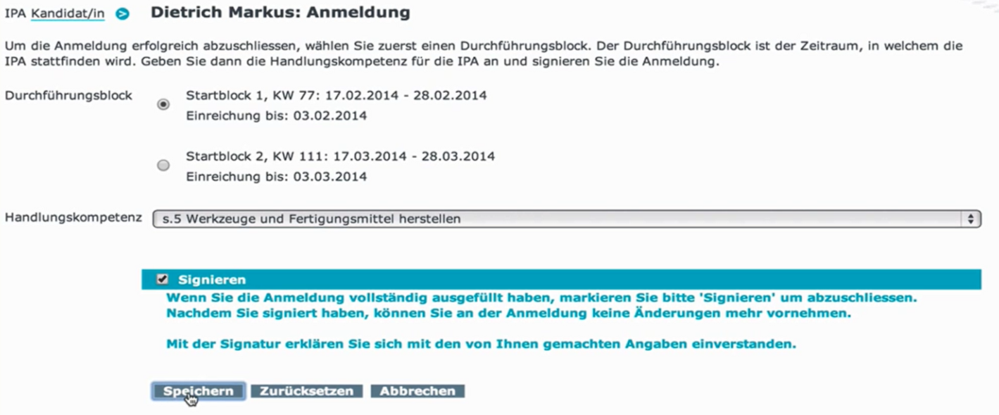 IPA Kandidat/in > Dietrich Markus: Anmeldung
Um die Anmeldung erfolgreich abzuschliessen, wählen Sie zuerst einen Durchführungsblock. Der Durchführungsblock ist der Zeitraum, in welchem die
IPA stattfinden wird. Geben Sie dann die Handlungskompetenz für die IPA an und signieren Sie die Anmeldung.
Durchführungsblock
Startblock 1, KW 77: 17.02.2014 - 28.02.2014
Einreichung bis: 03.02.2014
Startblock 2, KW 111: 17.03.2014 - 28.03.2014
Einreichung bis: 03.03.2014
Handlungskompetenz s.5 Werkzeuge und Fertigungsmittel herstellen
Signieren
Wenn Sie die Anmeldung vollständig ausgefüllt haben, markieren Sie bitte 'Signieren' um abzuschliessen.
Nachdem Sie signiert haben, können Sie an der Anmeldung keine Änderungen mehr vornehmen.
Mit der Signatur erklären Sie sich mit den von Ihnen gemachten Angaben einverstanden.
Speichern Zurücksetzen Abbrechen